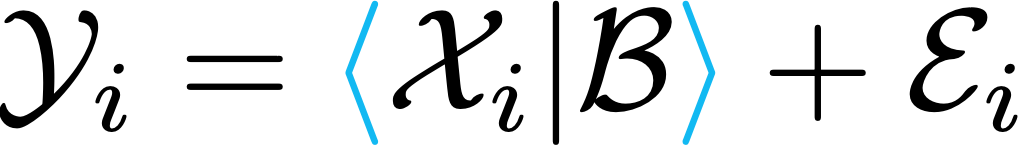 𝒴ᵢ = ⟨𝒳ᵢ|ℬ⟩ + ℰᵢ